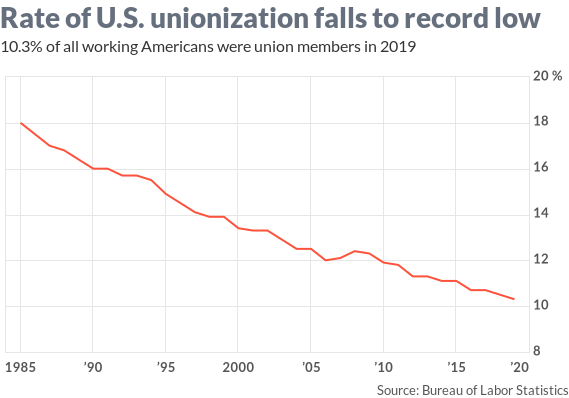 Rate of U.S. unionization falls to record low
10.3% of all working Americans were union members in 2019
20 %
18
16
14
12
10
8
1985 '90 '95 2000 '05 '10 '15 '20
Source: Bureau of Labor Statistics